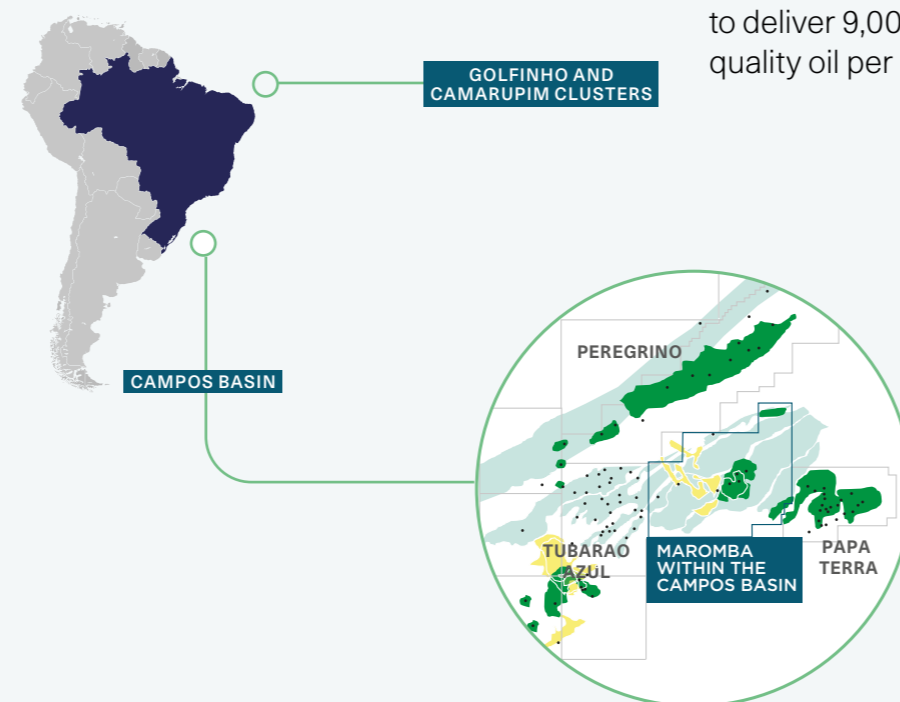 to deliver 9,00
quality oil per
GOLFINHO AND
CAMARUPIM CLUSTERS
CAMPOS BASIN
PEREGRINO
TUBARAO
AZUL
MAROMBA
WITHIN THE
CAMPOS BASIN
PAPA
TERRA